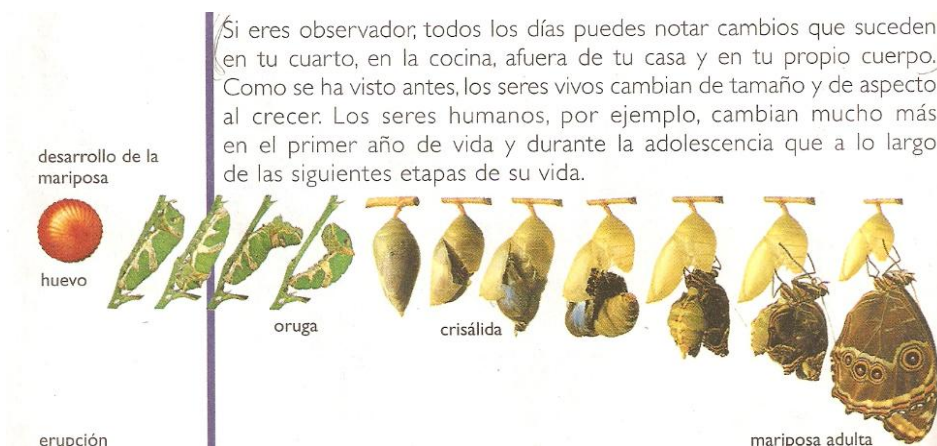 Si eres observador, todos los días puedes notar cambios que suceden
en tu cuarto, en la cocina, afuera de tu casa y en tu propio cuerpo.
Como se ha visto antes, los seres vivos cambian de tamaño y de aspecto
al crecer. Los seres humanos, por ejemplo, cambian mucho más
en el primer año de vida y durante la adolescencia que a lo largo
de las siguientes etapas de su vida.
desarrollo de la
mariposa
huevo
oruga
crisálida
mariposa adulta
erupción